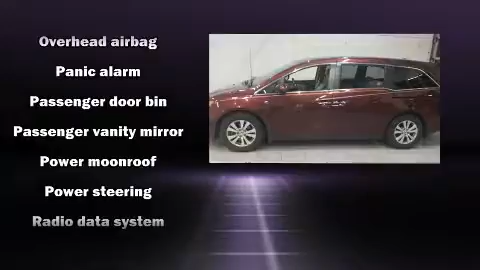 Overhead airbag
Panic alarm
Passenger door bin
Passenger vanity mirror
Power moonroof
Power steering
Radio data system